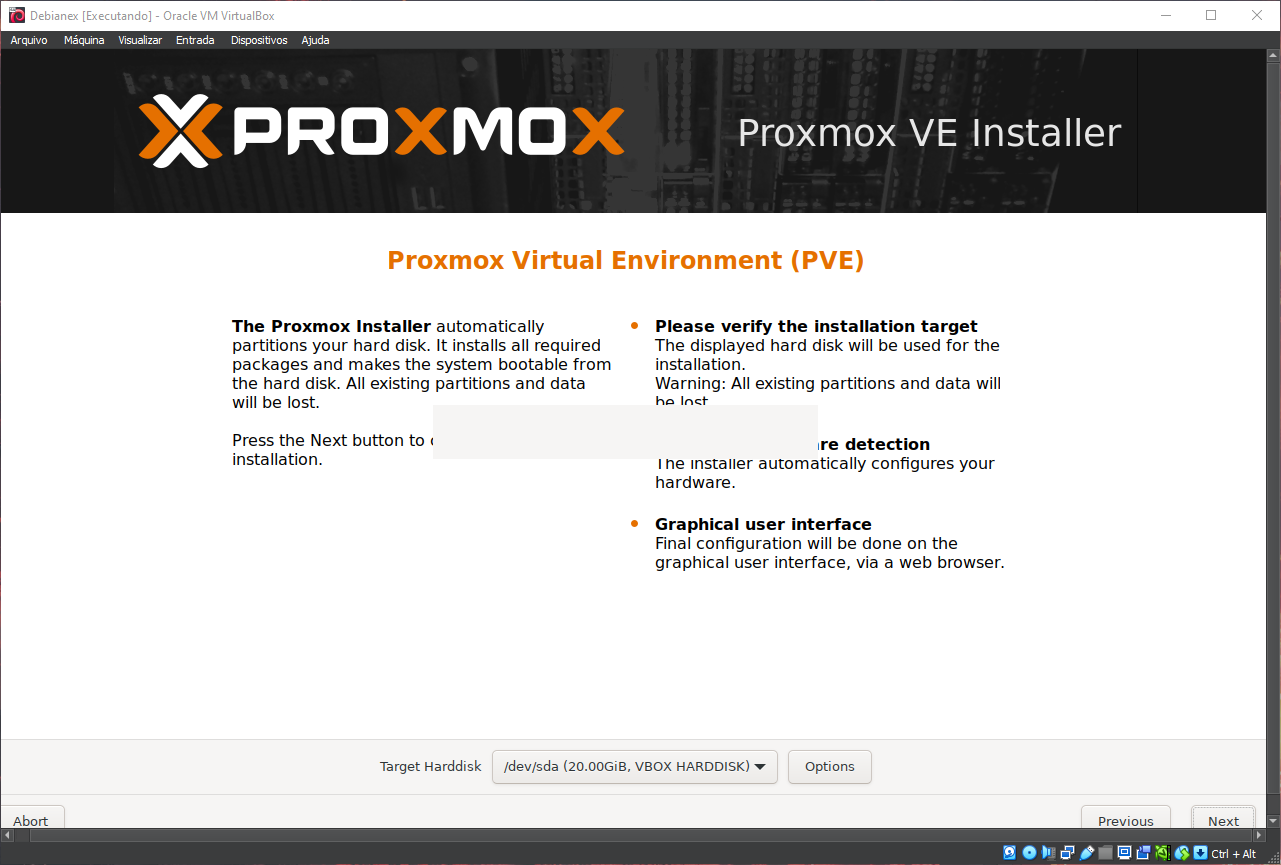 Debianex [Executando] - Oracle VM VirtualBox
Arquivo Máquina Visualizar Entrada Dispositivos Ajuda
PROXMOX
Proxmox VE Installer
Proxmox Virtual Environment (PVE)
The Proxmox Installer automatically
partitions your hard disk. It installs all required
packages and makes the system bootable from
the hard disk. All existing partitions and data
will be lost.
Press the Next button to
installation.
Please verify the installation target
The displayed hard disk will be used for the
installation.
Warning: All existing partitions and data will
be lost
detection
The installer automatically configures your
hardware.
Graphical user interface
Final configuration will be done on the
graphical user interface, via a web browser.
Target Harddisk /dev/sda (20.00GiB, VBOX HARDDISK) Options
Abort Previous Next
Ctrl + Alt